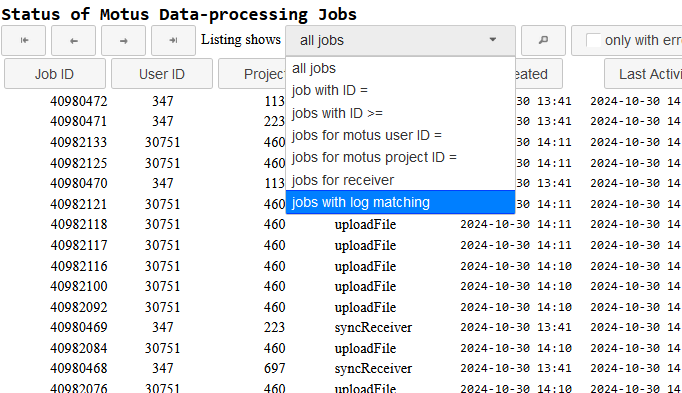 Status of Motus Data-processing Jobs
Listing shows all jobs only with err
Job ID User ID Project eated Last Activi
all jobs
job with ID =
jobs with ID >=
jobs for motus user ID =
jobs for motus project ID =
jobs for receiver
jobs with log matching
40980472 347 113 -30 13:41 2024-10-30 14
40980471 347 223 -30 13:41 2024-10-30 14
40982133 30751 460 -30 14:11 2024-10-30 14
40982125 30751 460 -30 14:11 2024-10-30 14
40980470 347 113 -30 13:41 2024-10-30 14
40982121 30751 460 -30 14:11 2024-10-30 14
40982118 30751 460 uploadFile 2024-10-30 14:11 2024-10-30 14
40982117 30751 460 uploadFile 2024-10-30 14:11 2024-10-30 14
40982116 30751 460 uploadFile 2024-10-30 14:10 2024-10-30 14
40982100 30751 460 uploadFile 2024-10-30 14:10 2024-10-30 14
40982092 30751 460 uploadFile 2024-10-30 14:10 2024-10-30 14
40980469 347 223 syncReceiver 2024-10-30 13:41 2024-10-30 14
40982084 30751 460 uploadFile 2024-10-30 14:10 2024-10-30 14
40980468 347 697 syncReceiver 2024-10-30 13:41 2024-10-30 14
40982076 30751 460 uploadFile 2024-10-30 14:10 2024-10-30 14